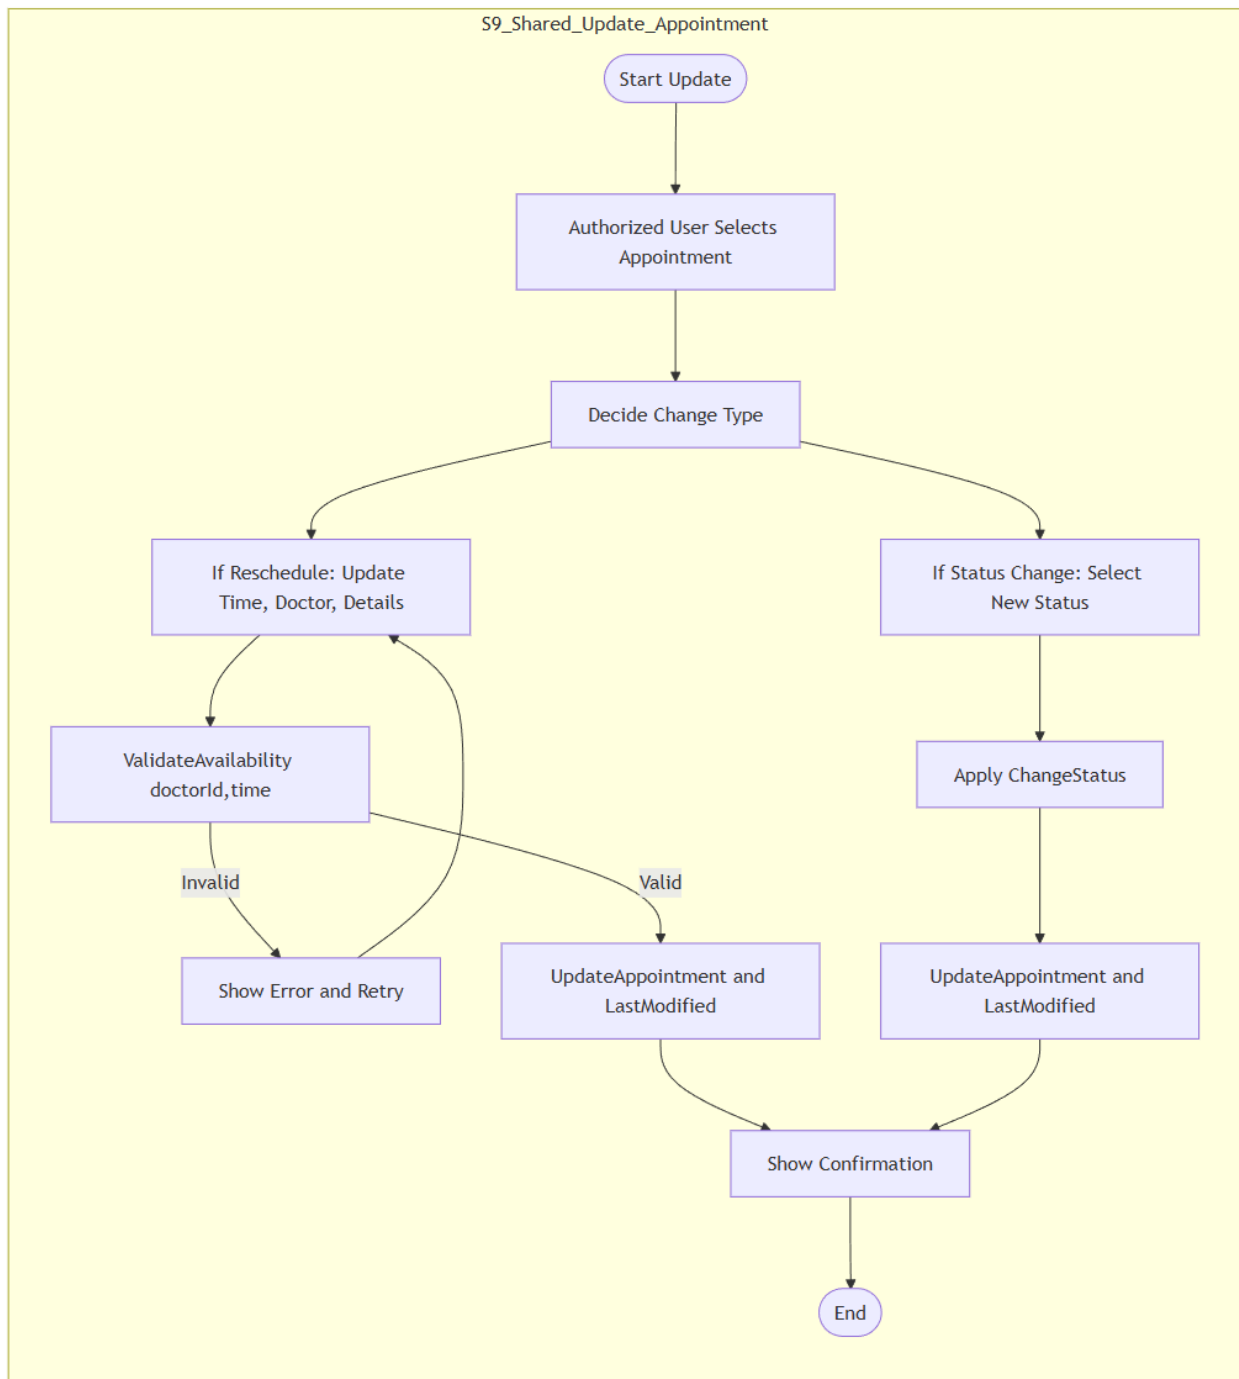 S9_Shared_Update_Appointment
Start Update
Authorized User Selects
Appointment
Decide Change Type
If Reschedule: Update
Time, Doctor, Details
If Status Change: Select
New Status
ValidateAvailability
doctorId,time
Apply ChangeStatus
Invalid
Valid
Show Error and Retry
UpdateAppointment and
LastModified
UpdateAppointment and
LastModified
Show Confirmation
End